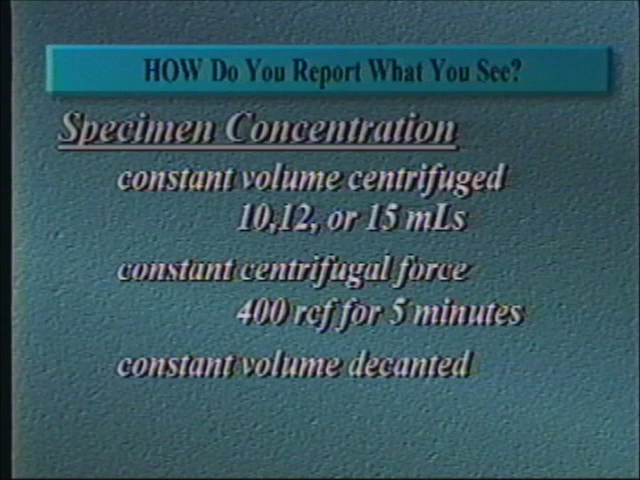 HOW Do You Report What You See?
Specimen Concentration
constant volume centrifuged
10,12, or 15 mLs
constant centrifugal force
400 rcf for 5 minutes
constant volume decanted